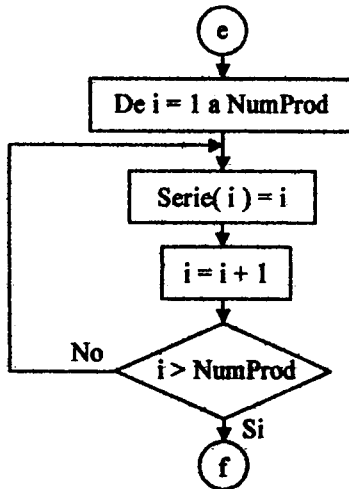 e
De i = 1 a NumProd
Serie( i ) = i
i = i + 1
i > NumProd
No
Si
f